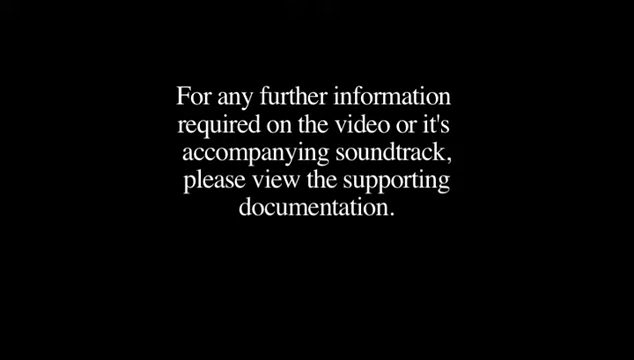 For any further information
required on the video or it's
accompanying soundtrack,
please view the supporting
documentation.